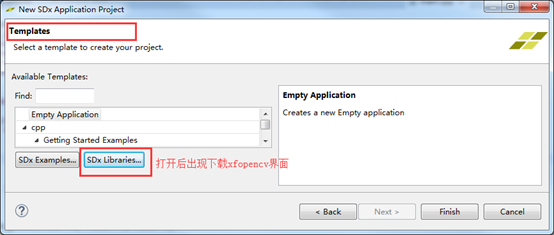 New SDx Application Project
Templates
Select a template to create your project.
Available Templates:
Find:
Empty Application
cpp
Getting Started Examples
SDx Examples...
SDx Libraries...
打开后出现下载xfopencv界面
Empty Application
Creates a new Empty application
?
< Back
Next >
Finish
Cancel